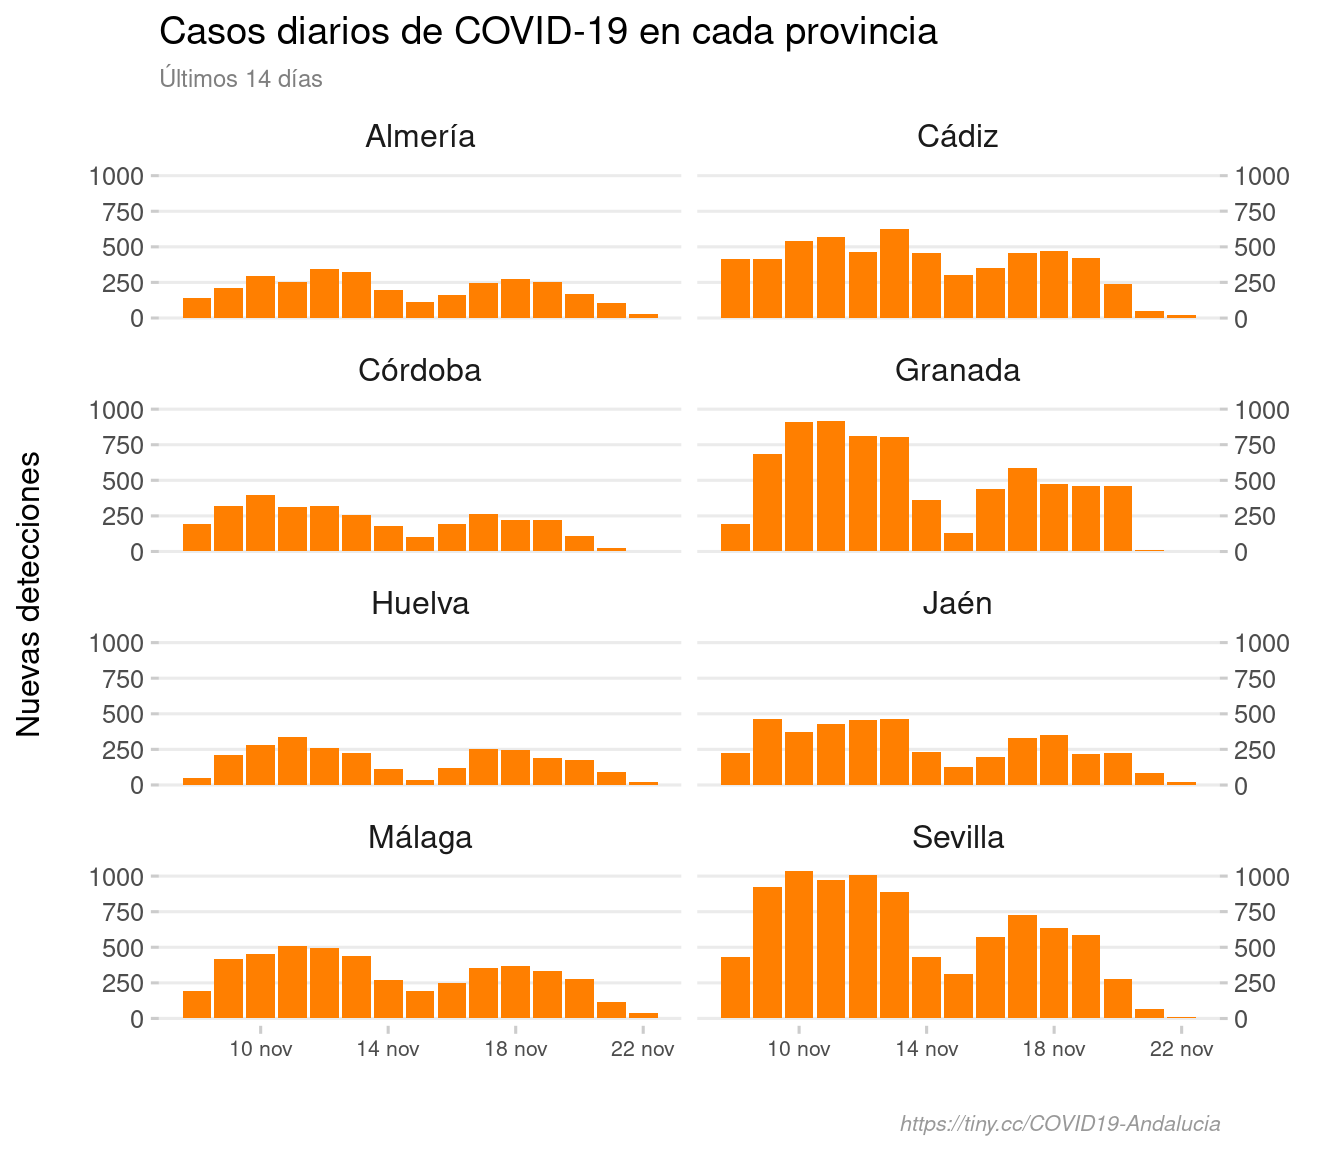 Casos diarios de COVID-19 en cada provincia
Últimos 14 días
Nuevas detecciones
Almería
Cádiz
1000
750
500
250
0
1000
750
500
250
0
Córdoba
Granada
1000
750
500
250
0
1000
750
500
250
0
Huelva
Jaén
1000
750
500
250
0
1000
750
500
250
0
Málaga
Sevilla
1000
750
500
250
0
1000
750
500
250
0
10 nov 14 nov 18 nov 22 nov
10 nov 14 nov 18 nov 22 nov
https://tiny.cc/COVID19-Andalucia